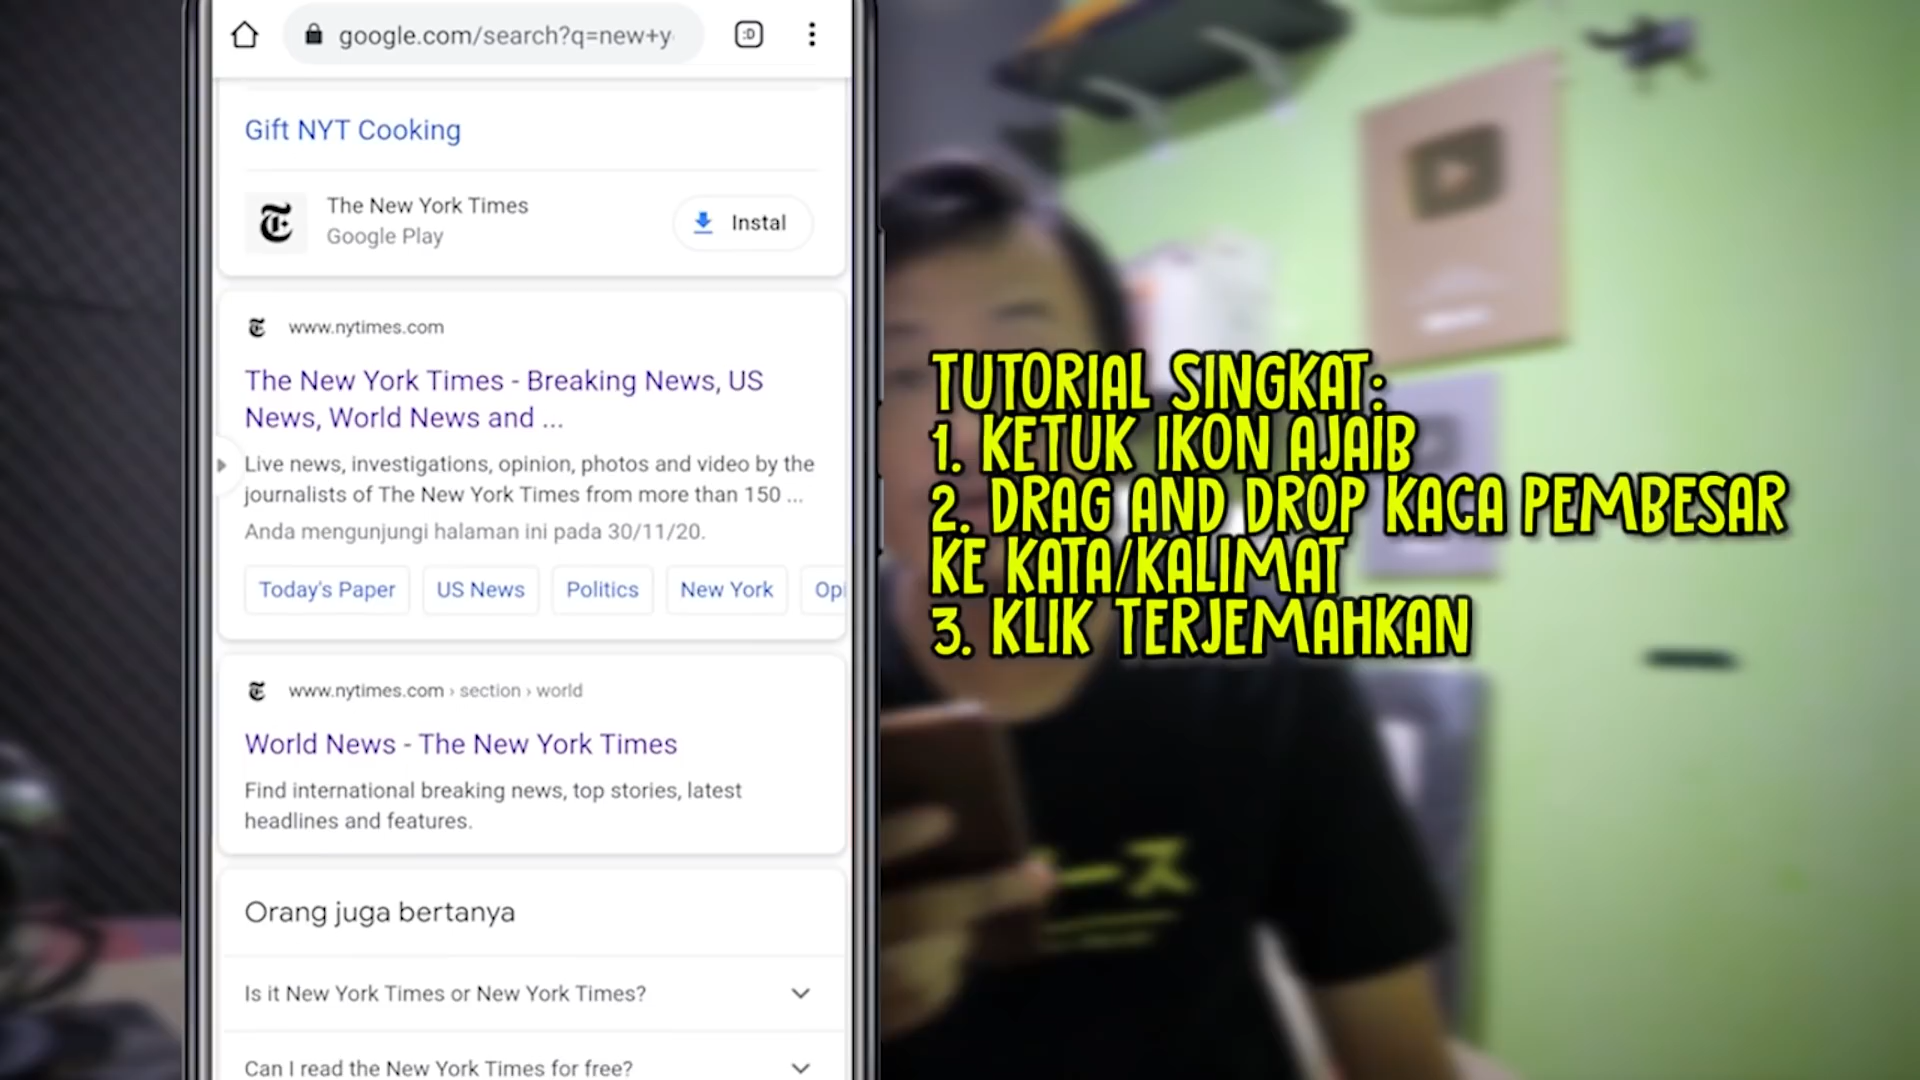 google.com/search?q=new+y
:D
Gift NYT Cooking
The New York Times
Google Play
Instal
www.nytimes.com
The New York Times - Breaking News, US
News, World News and ...
Live news, investigations, opinion, photos and video by the
journalists of The New York Times from more than 150 ...
Anda mengunjungi halaman ini pada 30/11/20.
Today's Paper
US News
Politics
New York
Opi
www.nytimes.com › section › world
World News - The New York Times
Find international breaking news, top stories, latest
headlines and features.
Orang juga bertanya
Is it New York Times or New York Times?
Can I read the New York Times for free?
TUTORIAL SINGKAT:
1. KETUK IKON AJAIB
2. DRAG AND DROP KACA PEMBESAR
KE KATA/KALIMAT
3. KLIK TERJEMAHKAN
ース